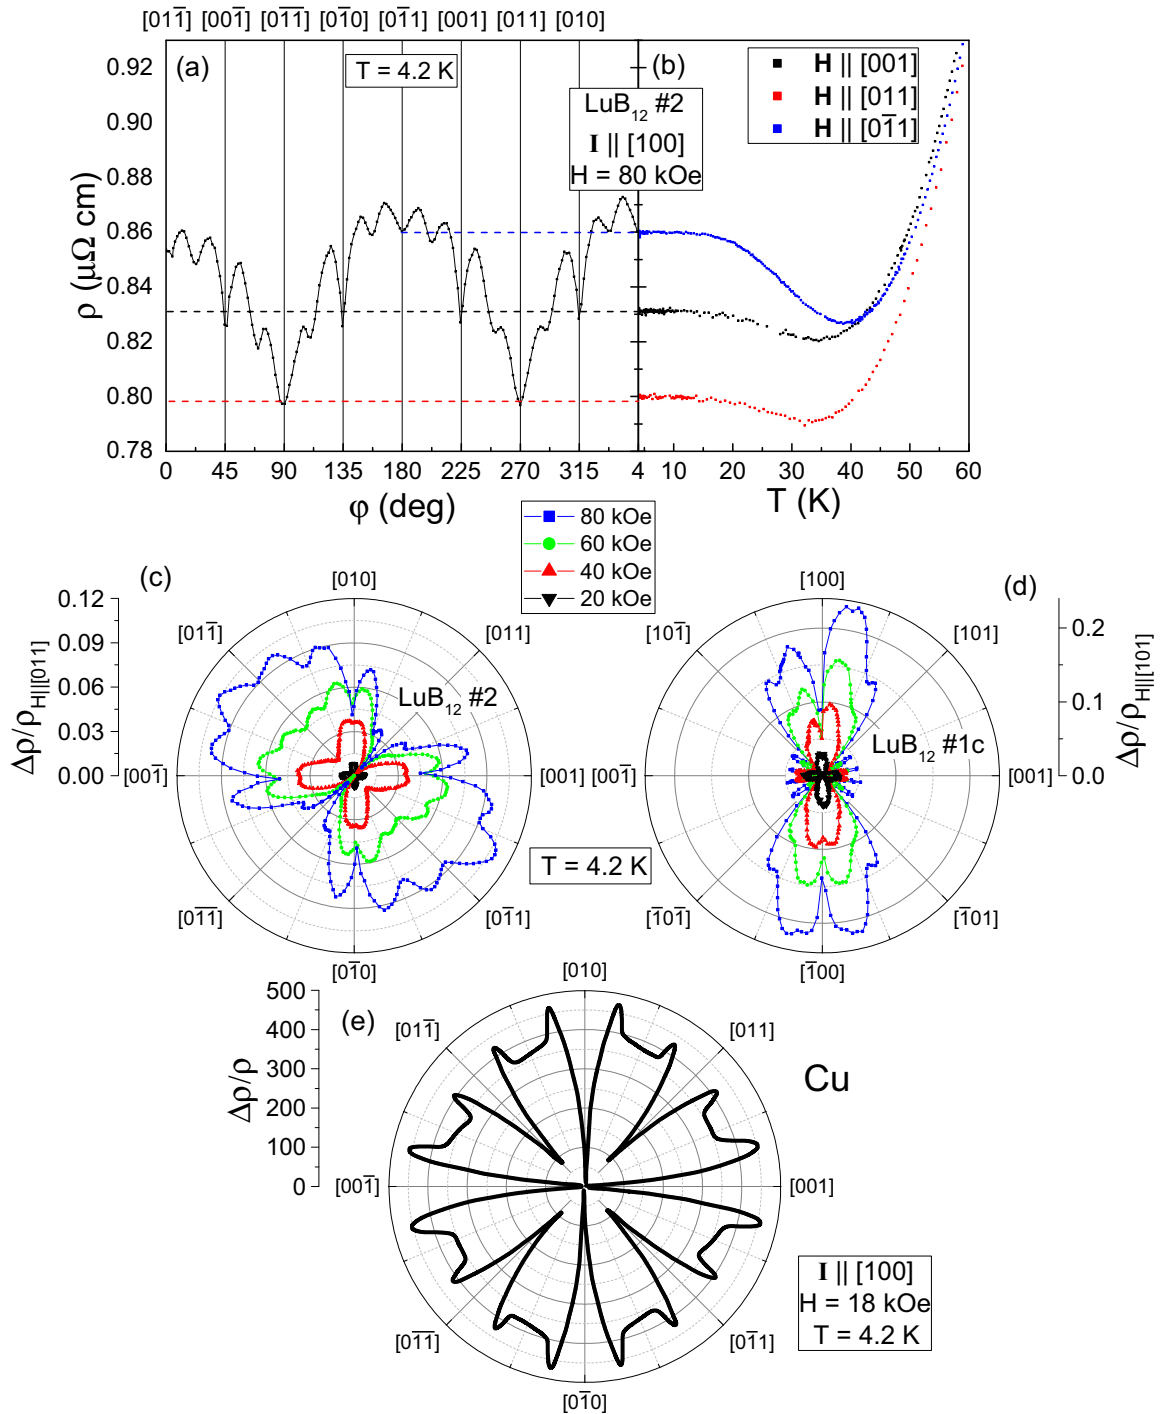 [011̅] [001̅] [01̅1̅] [01̅0] [01̅1] [001] [011] [010]
(a)
T = 4.2 K
(b)
H || [001]
H || [011]
H || [01̅1]
LuB₁₂ #2
I || [100]
H = 80 kOe
ρ (μΩ cm)
0.92
0.90
0.88
0.86
0.84
0.82
0.80
0.78
0 45 90 135 180 225 270 315 4 10 20 30 40 50 60
φ (deg)
T (K)
80 kOe
60 kOe
40 kOe
20 kOe
(c)
Δρ/ρH||[011]
0.12
0.09
0.06
0.03
0.00
[010]
[011̅]
[011]
LuB₁₂ #2
[001̅]
[001]
[01̅1̅]
[01̅1]
[01̅0]
T = 4.2 K
(d)
[100]
[101̅]
[101]
LuB₁₂ #1c
[001̅]
[001]
[1̅01̅]
[1̅01]
[1̅00]
0.2
0.1
0.0
Δρ/ρH||[101]
(e)
Δρ/ρ
500
400
300
200
100
0
[010]
[011̅]
[011]
Cu
[001̅]
[001]
[01̅1̅]
[01̅1]
[01̅0]
I || [100]
H = 18 kOe
T = 4.2 K